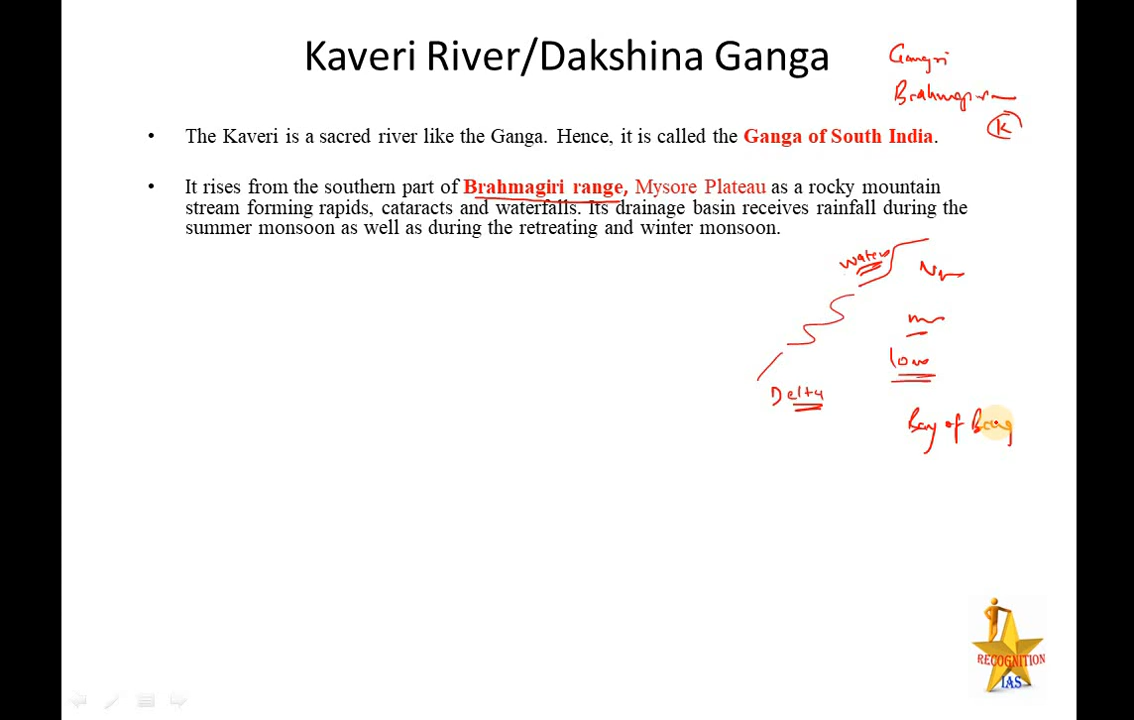 Kaveri River/Dakshina Ganga
• The Kaveri is a sacred river like the Ganga. Hence, it is called the Ganga of South India.
• It rises from the southern part of Brahmagiri range, Mysore Plateau as a rocky mountain
stream forming rapids, cataracts and waterfalls. Its drainage basin receives rainfall during the
summer monsoon as well as during the retreating and winter monsoon.
K
Water
low
Delta
Bay of
RECOGNITION
IAS